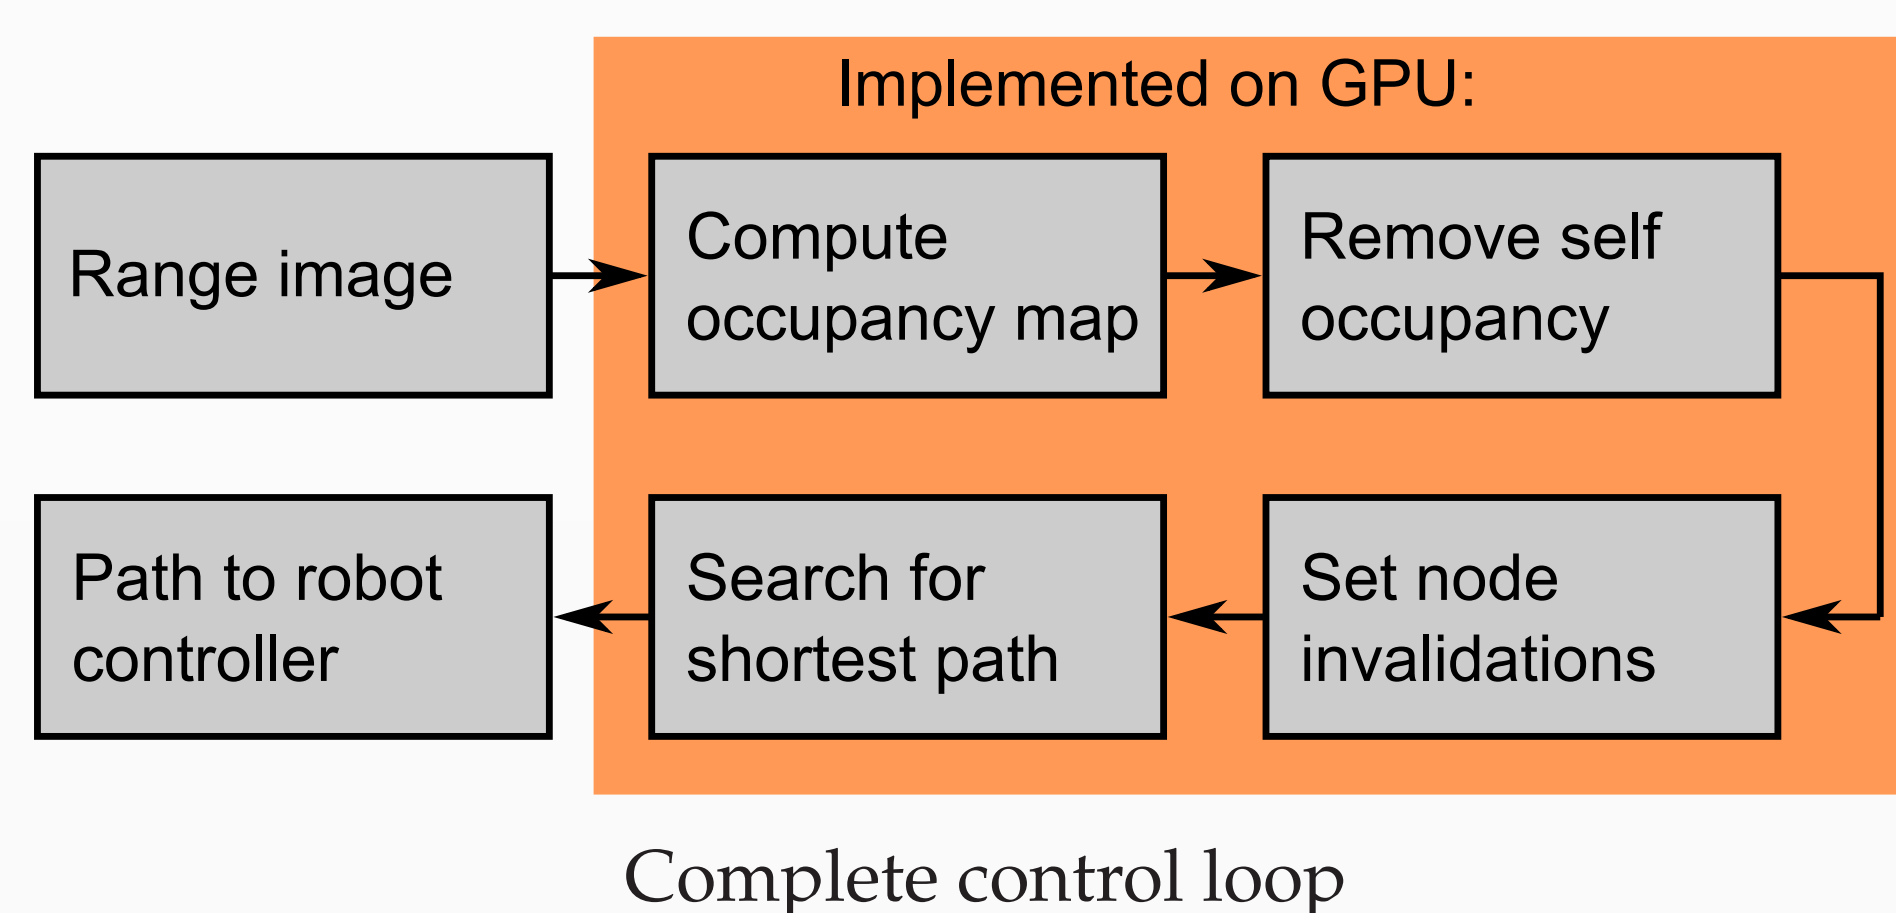 Implemented on GPU:
Range image
Compute
occupancy map
Remove self
occupancy
Set node
invalidations
Search for
shortest path
Path to robot
controller
Complete control loop